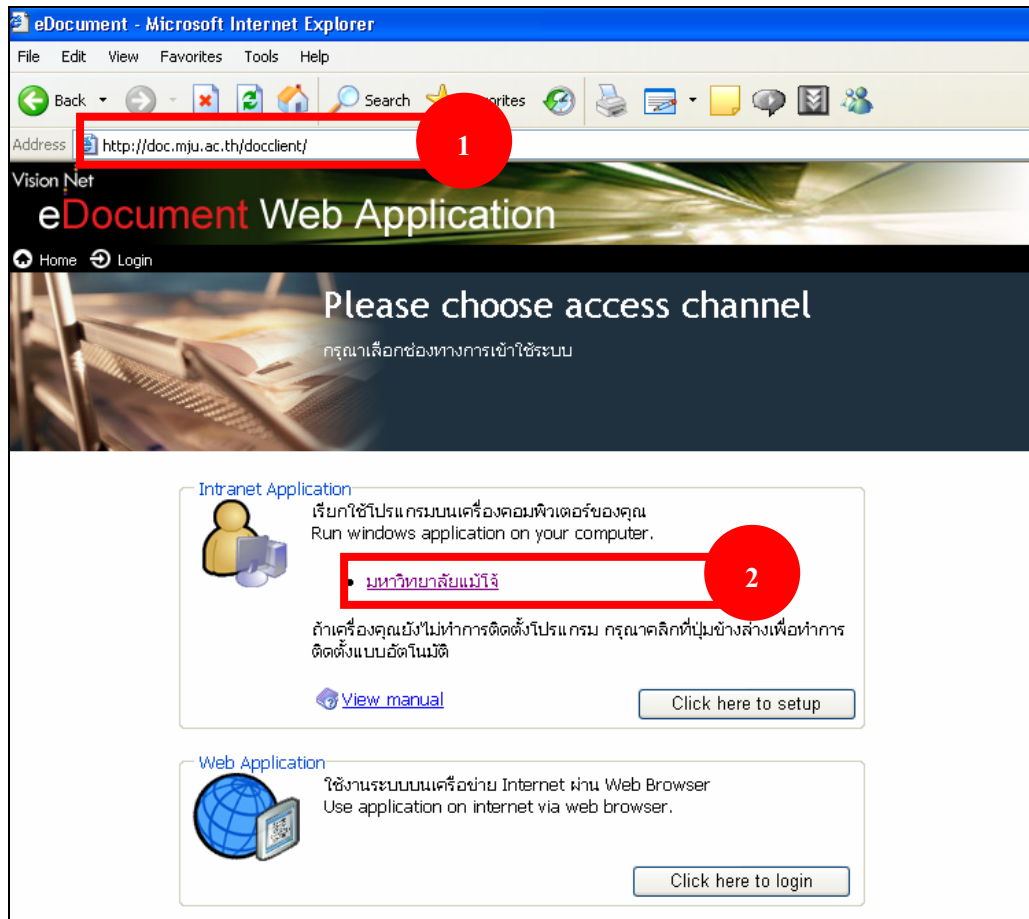 eDocument - Microsoft Internet Explorer
File Edit View Favorites Tools Help
Back Search orites
Address http://doc.mju.ac.th/docclient/
1
Vision Net
eDocument Web Application
Home Login
Please choose access channel
กรุณาเลือกช่องทางการเข้าใช้ระบบ
Intranet Application
เรียกใช้โปรแกรมบนเครื่องคอมพิวเตอร์ของคุณ
Run windows application on your computer.
• มหาวิทยาลัยแม่โจ้
2
ถ้าเครื่องคุณยังไม่ทำการติดตั้งโปรแกรม กรุณาคลิกที่ปุ่มข้างล่างเพื่อทำการ
ติดตั้งแบบอัตโนมัติ
View manual
Click here to setup
Web Application
ใช้งานระบบบนเครือข่าย Internet ผ่าน Web Browser
Use application on internet via web browser.
Click here to login